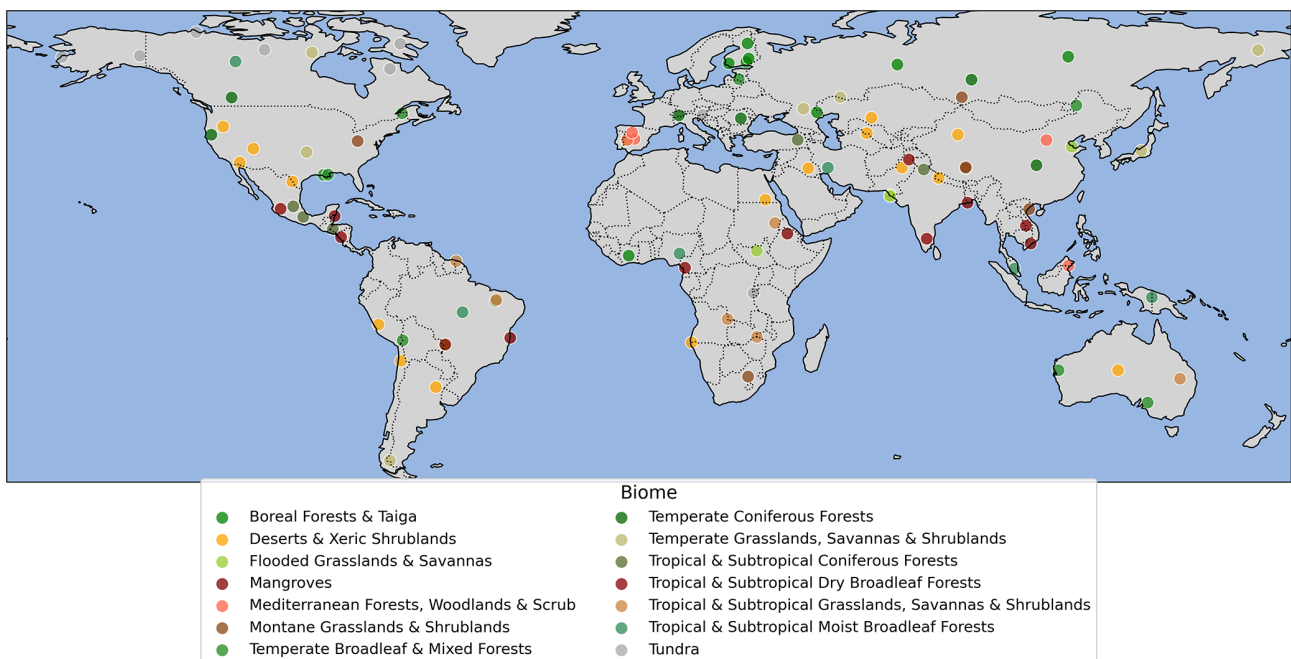 Biome
Boreal Forests & Taiga
Deserts & Xeric Shrublands
Flooded Grasslands & Savannas
Mangroves
Mediterranean Forests, Woodlands & Scrub
Montane Grasslands & Shrublands
Temperate Broadleaf & Mixed Forests
Temperate Coniferous Forests
Temperate Grasslands, Savannas & Shrublands
Tropical & Subtropical Coniferous Forests
Tropical & Subtropical Dry Broadleaf Forests
Tropical & Subtropical Grasslands, Savannas & Shrublands
Tropical & Subtropical Moist Broadleaf Forests
Tundra